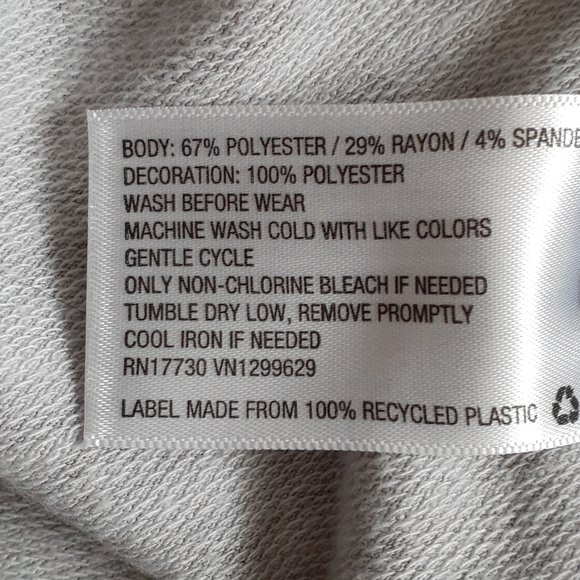 BODY: 67% POLYESTER / 29% RAYON / 4% SPANDE
DECORATION: 100% POLYESTER
WASH BEFORE WEAR
MACHINE WASH COLD WITH LIKE COLORS
GENTLE CYCLE
ONLY NON-CHLORINE BLEACH IF NEEDED
TUMBLE DRY LOW, REMOVE PROMPTLY
COOL IRON IF NEEDED
RN17730 VN1299629
LABEL MADE FROM 100% RECYCLED PLASTIC